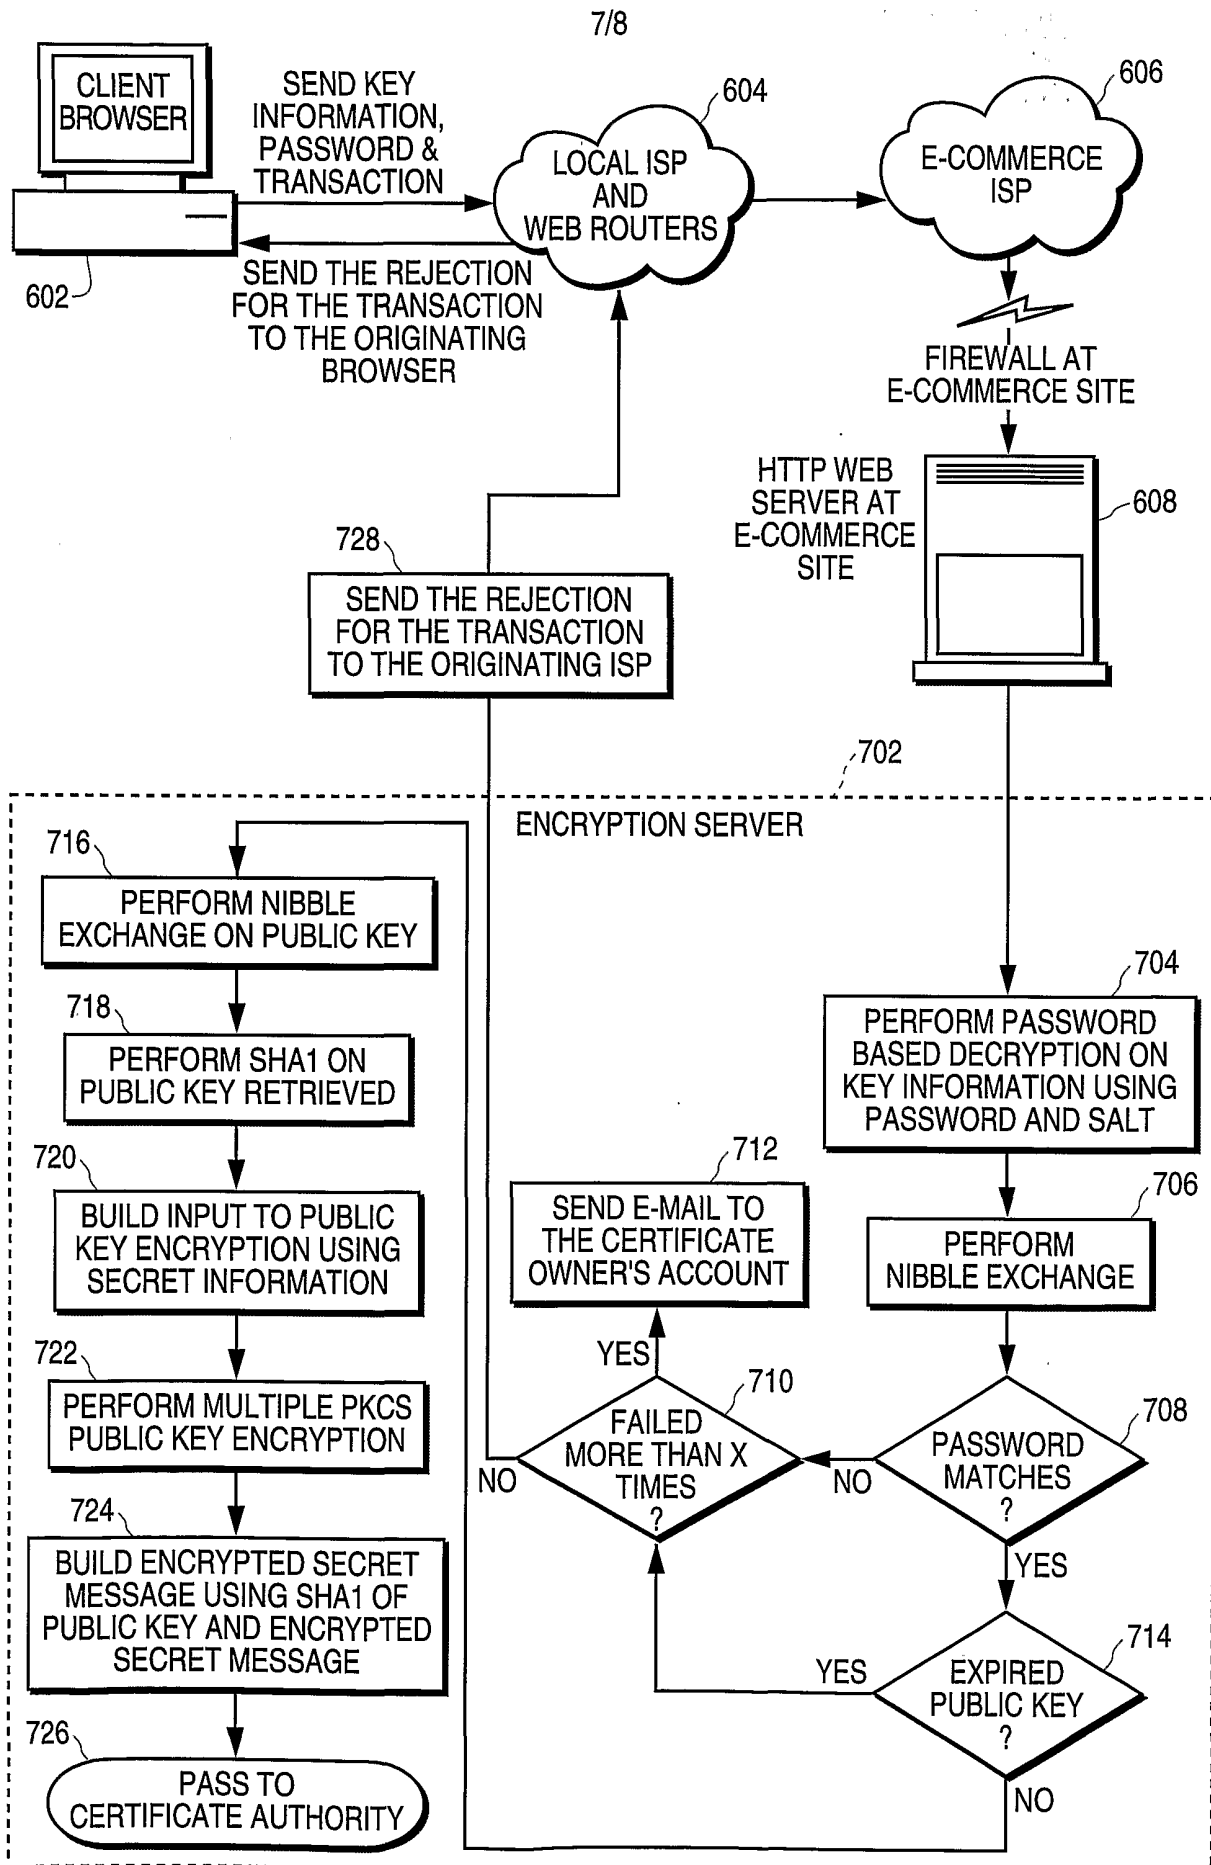 7/8
CLIENT
BROWSER
602
SEND KEY
INFORMATION,
PASSWORD &
TRANSACTION
SEND THE REJECTION
FOR THE TRANSACTION
TO THE ORIGINATING
BROWSER
604
LOCAL ISP
AND
WEB ROUTERS
606
E-COMMERCE
ISP
FIREWALL AT
E-COMMERCE SITE
HTTP WEB
SERVER AT
E-COMMERCE
SITE
608
728
SEND THE REJECTION
FOR THE TRANSACTION
TO THE ORIGINATING ISP
702
ENCRYPTION SERVER
704
PERFORM PASSWORD
BASED DECRYPTION ON
KEY INFORMATION USING
PASSWORD AND SALT
706
PERFORM
NIBBLE EXCHANGE
708
PASSWORD
MATCHES
?
NO
YES
710
FAILED
MORE THAN X
TIMES
?
NO
YES
712
SEND E-MAIL TO
THE CERTIFICATE
OWNER'S ACCOUNT
714
EXPIRED
PUBLIC KEY
?
YES
NO
716
PERFORM NIBBLE
EXCHANGE ON PUBLIC KEY
718
PERFORM SHA1 ON
PUBLIC KEY RETRIEVED
720
BUILD INPUT TO PUBLIC
KEY ENCRYPTION USING
SECRET INFORMATION
722
PERFORM MULTIPLE PKCS
PUBLIC KEY ENCRYPTION
724
BUILD ENCRYPTED SECRET
MESSAGE USING SHA1 OF
PUBLIC KEY AND ENCRYPTED
SECRET MESSAGE
726
PASS TO
CERTIFICATE AUTHORITY